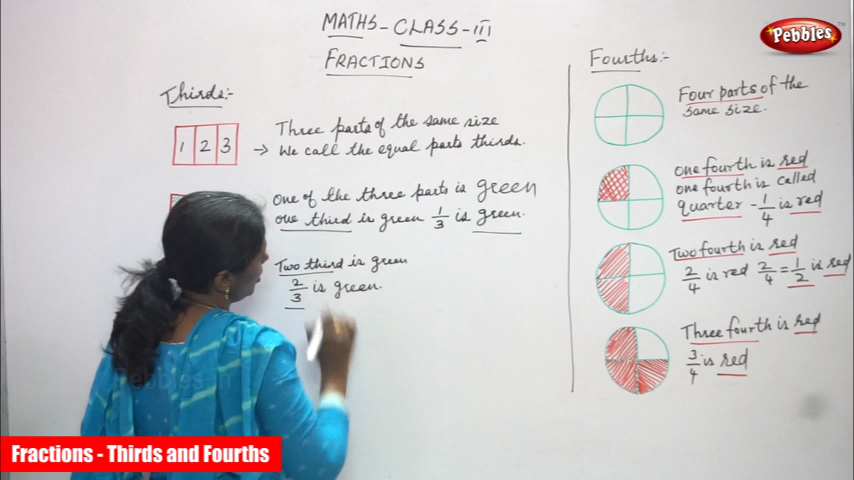 MATHS - CLASS - III
FRACTIONS
Thirds:-
1 2 3
Three parts of the same size
We call the equal parts thirds.
One of the three parts is green
one third is green 1/3 is green.
Two third is green
2/3 is green.
Fourths:-
Four parts of the
same size.
one fourth is red
one fourth is called
quarter - 1/4 is red
Two fourth is red
2/4 is red 2/4 = 1/2 is red
Three fourth is red
3/4 is red
Pebbles
TM
Fractions - Thirds and Fourths